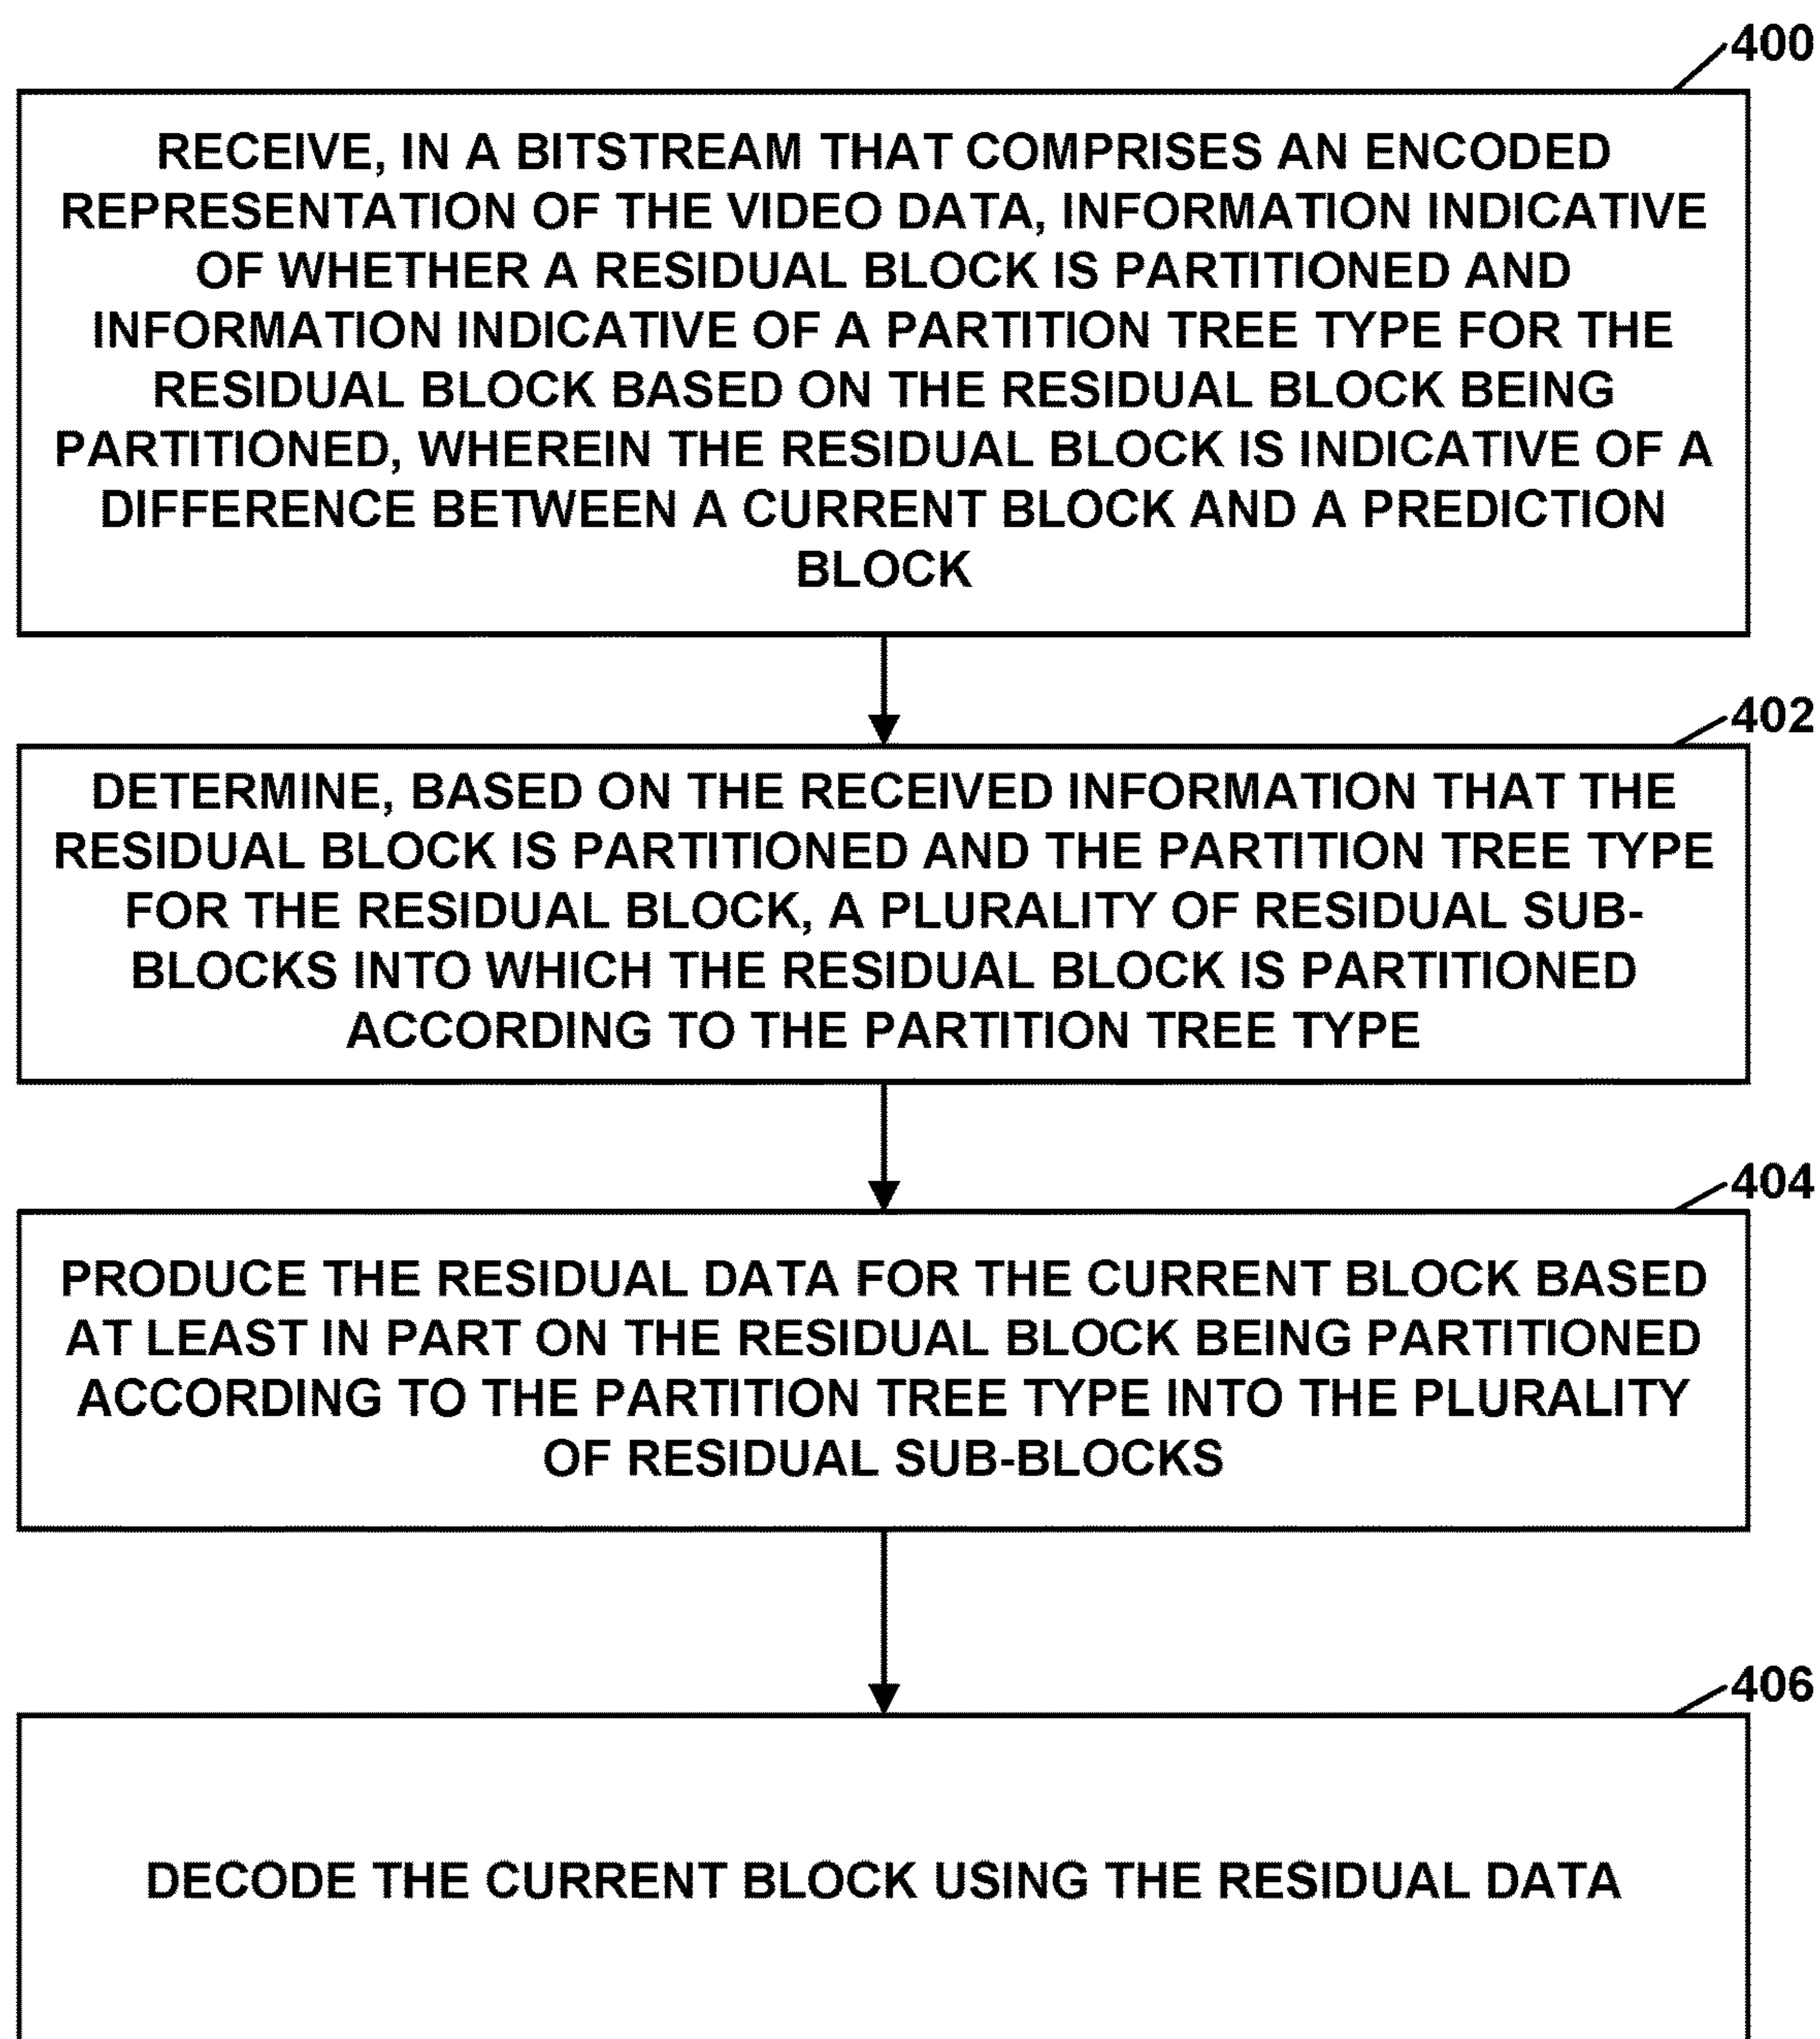 400
RECEIVE, IN A BITSTREAM THAT COMPRISES AN ENCODED
REPRESENTATION OF THE VIDEO DATA, INFORMATION INDICATIVE
OF WHETHER A RESIDUAL BLOCK IS PARTITIONED AND
INFORMATION INDICATIVE OF A PARTITION TREE TYPE FOR THE
RESIDUAL BLOCK BASED ON THE RESIDUAL BLOCK BEING
PARTITIONED, WHEREIN THE RESIDUAL BLOCK IS INDICATIVE OF A
DIFFERENCE BETWEEN A CURRENT BLOCK AND A PREDICTION
BLOCK
402
DETERMINE, BASED ON THE RECEIVED INFORMATION THAT THE
RESIDUAL BLOCK IS PARTITIONED AND THE PARTITION TREE TYPE
FOR THE RESIDUAL BLOCK, A PLURALITY OF RESIDUAL SUB-
BLOCKS INTO WHICH THE RESIDUAL BLOCK IS PARTITIONED
ACCORDING TO THE PARTITION TREE TYPE
404
PRODUCE THE RESIDUAL DATA FOR THE CURRENT BLOCK BASED
AT LEAST IN PART ON THE RESIDUAL BLOCK BEING PARTITIONED
ACCORDING TO THE PARTITION TREE TYPE INTO THE PLURALITY
OF RESIDUAL SUB-BLOCKS
406
DECODE THE CURRENT BLOCK USING THE RESIDUAL DATA